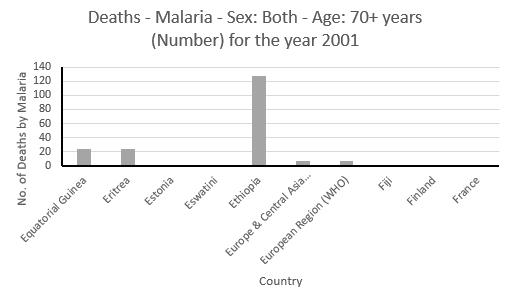 Deaths - Malaria - Sex: Both - Age: 70+ years
(Number) for the year 2001
No. of Deaths by Malaria
140
120
100
80
60
40
20
0
Equatorial Guinea
Eritrea
Estonia
Eswatini
Ethiopia
Europe & Central Asia...
European Region (WHO)
Fiji
Finland
France
Country